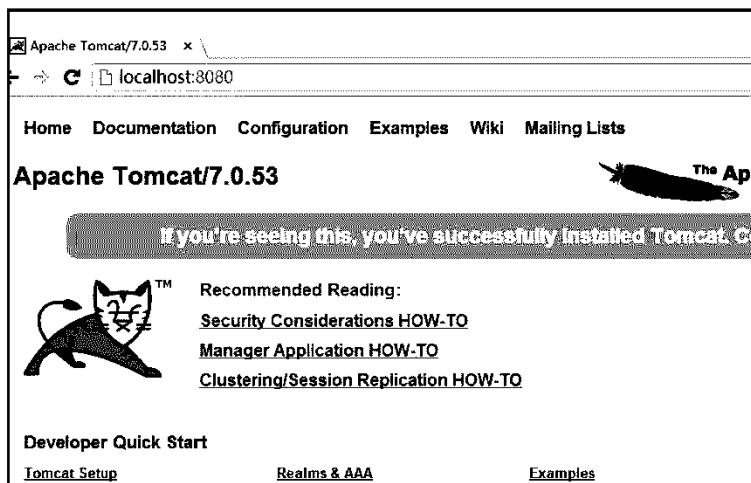 Apache Tomcat/7.0.53 ×
localhost:8080
Home Documentation Configuration Examples Wiki Mailing Lists
Apache Tomcat/7.0.53
The Ap
If you're seeing this, you've successfully installed Tomcat. C
TM
Recommended Reading:
Security Considerations HOW-TO
Manager Application HOW-TO
Clustering/Session Replication HOW-TO
Developer Quick Start
Tomcat Setup Realms & AAA Examples